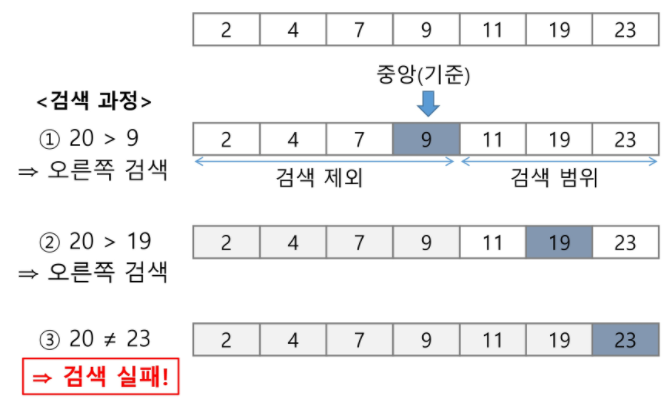 2 4 7 9 11 19 23
중앙(기준)
<검색 과정>
① 20 > 9
⇒ 오른쪽 검색
2 4 7 9 11 19 23
검색 제외 검색 범위
② 20 > 19
⇒ 오른쪽 검색
2 4 7 9 11 19 23
③ 20 ≠ 23
⇒ 검색 실패!
2 4 7 9 11 19 23